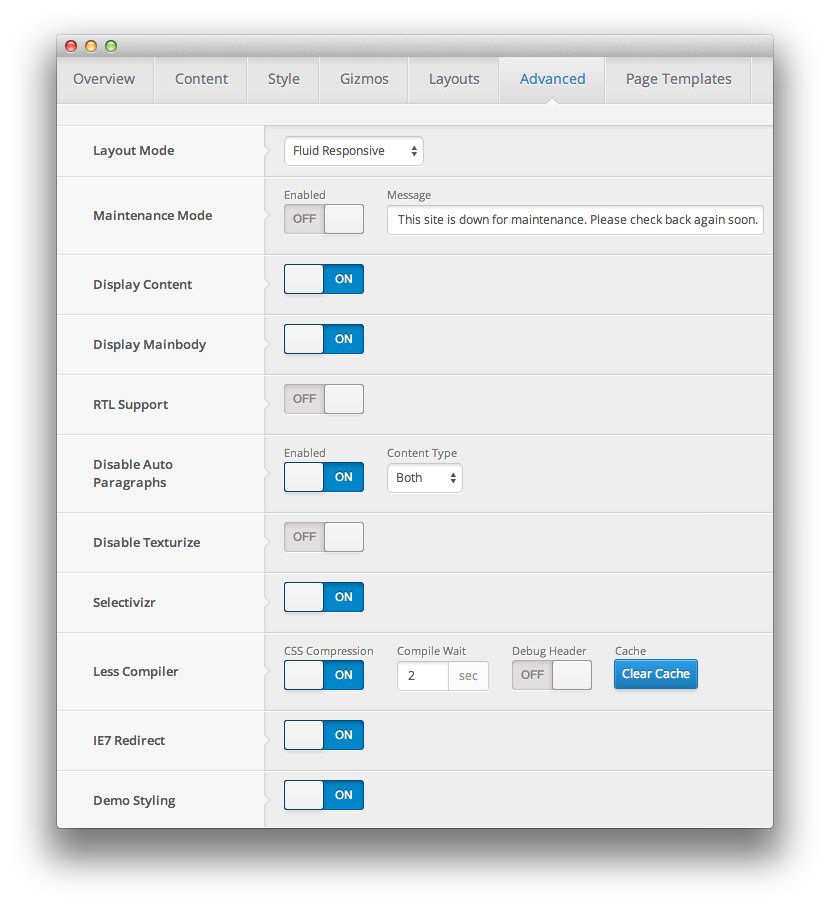 Overview Content Style Gizmos Layouts Advanced Page Templates
Layout Mode Fluid Responsive
Enabled Message
Maintenance Mode OFF This site is down for maintenance. Please check back again soon.
Display Content ON
Display Mainbody ON
RTL Support OFF
Enabled Content Type
Disable Auto
Paragraphs ON Both
Disable Texturize OFF
Selectivizr ON
CSS Compression Compile Wait Debug Header Cache
Less Compiler ON 2 sec OFF Clear Cache
IE7 Redirect ON
Demo Styling ON